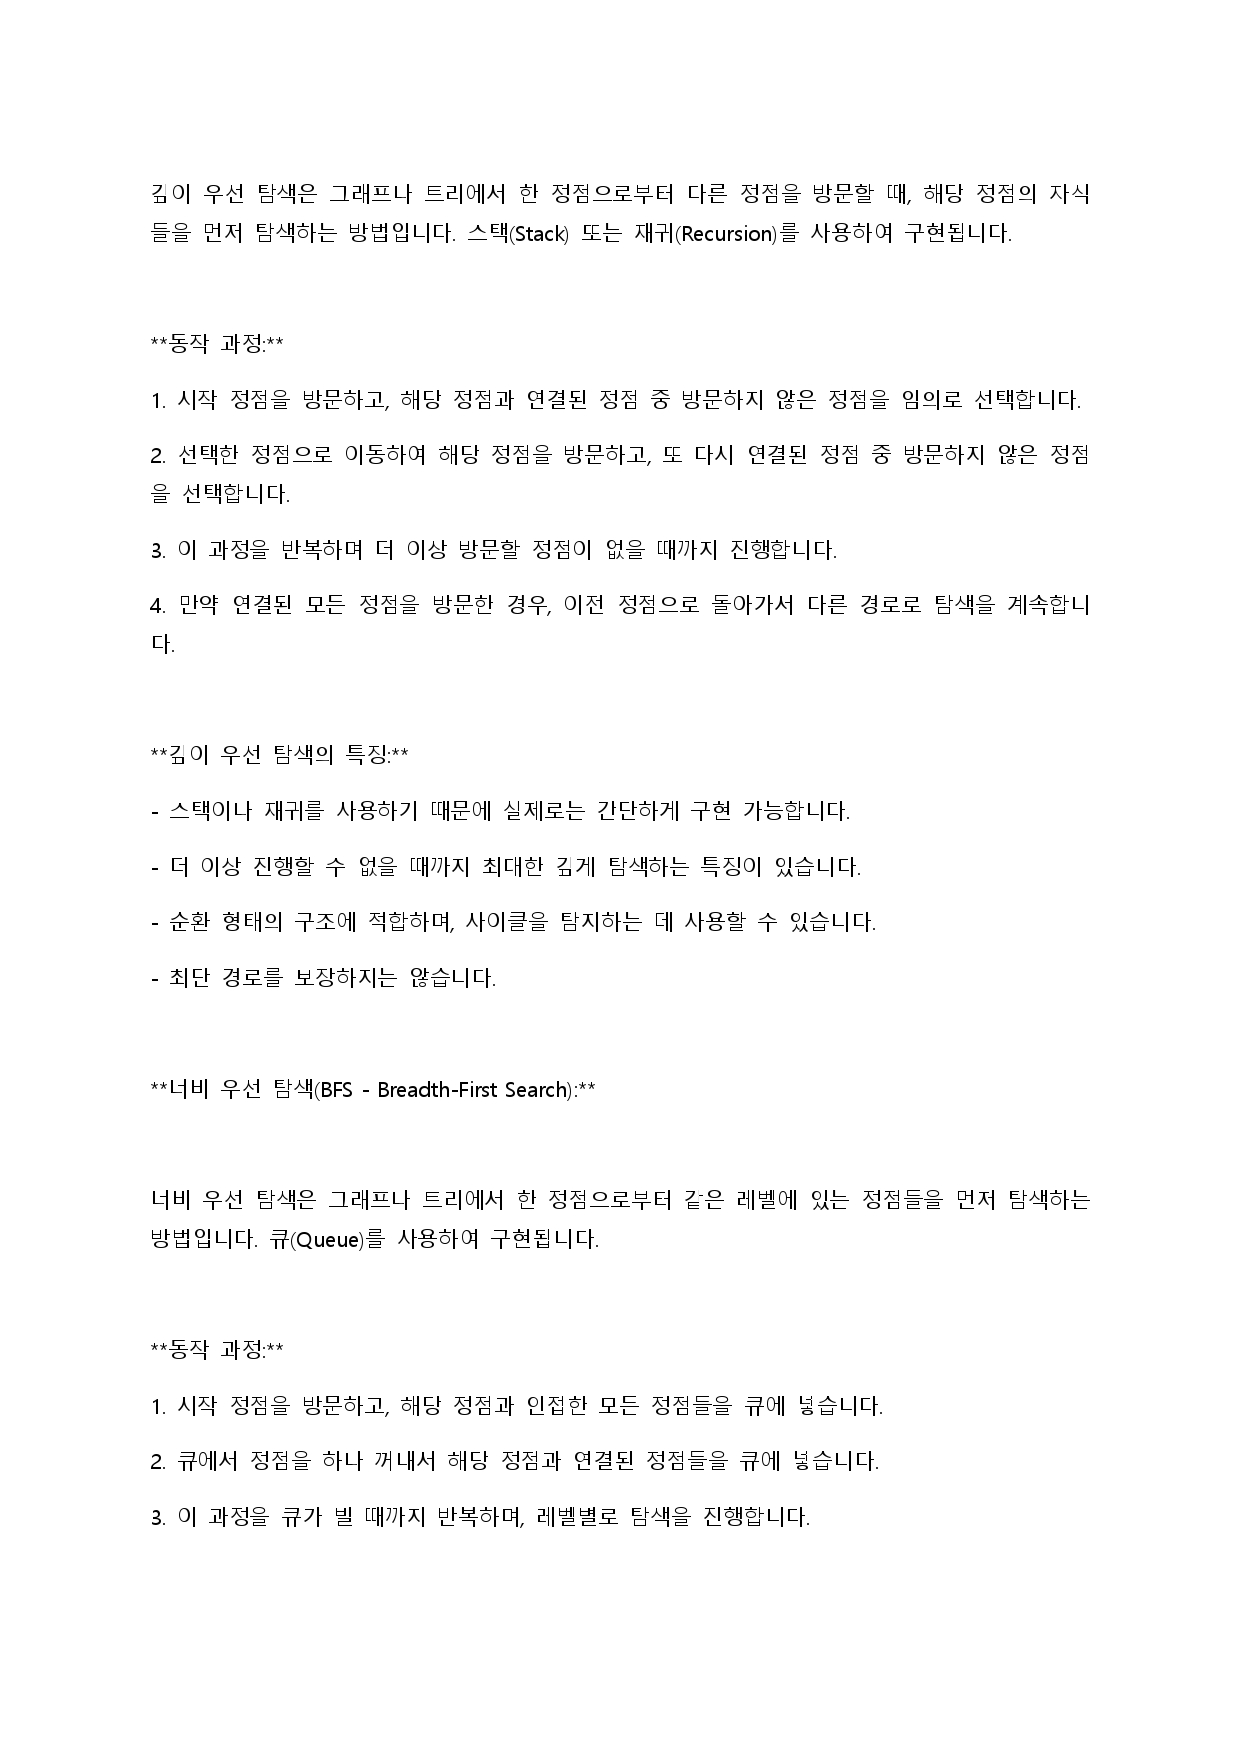 깊이 우선 탐색은 그래프나 트리에서 한 정점으로부터 다른 정점을 방문할 때, 해당 정점의 자식
들을 먼저 탐색하는 방법입니다. 스택(Stack) 또는 재귀(Recursion)를 사용하여 구현됩니다.
**동작 과정:**
1. 시작 정점을 방문하고, 해당 정점과 연결된 정점 중 방문하지 않은 정점을 임의로 선택합니다.
2. 선택한 정점으로 이동하여 해당 정점을 방문하고, 또 다시 연결된 정점 중 방문하지 않은 정점
을 선택합니다.
3. 이 과정을 반복하며 더 이상 방문할 정점이 없을 때까지 진행합니다.
4. 만약 연결된 모든 정점을 방문한 경우, 이전 정점으로 돌아가서 다른 경로로 탐색을 계속합니
다.
**깊이 우선 탐색의 특징:**
- 스택이나 재귀를 사용하기 때문에 실제로는 간단하게 구현 가능합니다.
- 더 이상 진행할 수 없을 때까지 최대한 깊게 탐색하는 특징이 있습니다.
- 순환 형태의 구조에 적합하며, 사이클을 탐지하는 데 사용할 수 있습니다.
- 최단 경로를 보장하지는 않습니다.
**너비 우선 탐색(BFS - Breadth-First Search):**
너비 우선 탐색은 그래프나 트리에서 한 정점으로부터 같은 레벨에 있는 정점들을 먼저 탐색하는
방법입니다. 큐(Queue)를 사용하여 구현됩니다.
**동작 과정:**
1. 시작 정점을 방문하고, 해당 정점과 인접한 모든 정점들을 큐에 넣습니다.
2. 큐에서 정점을 하나 꺼내서 해당 정점과 연결된 정점들을 큐에 넣습니다.
3. 이 과정을 큐가 빌 때까지 반복하며, 레벨별로 탐색을 진행합니다.